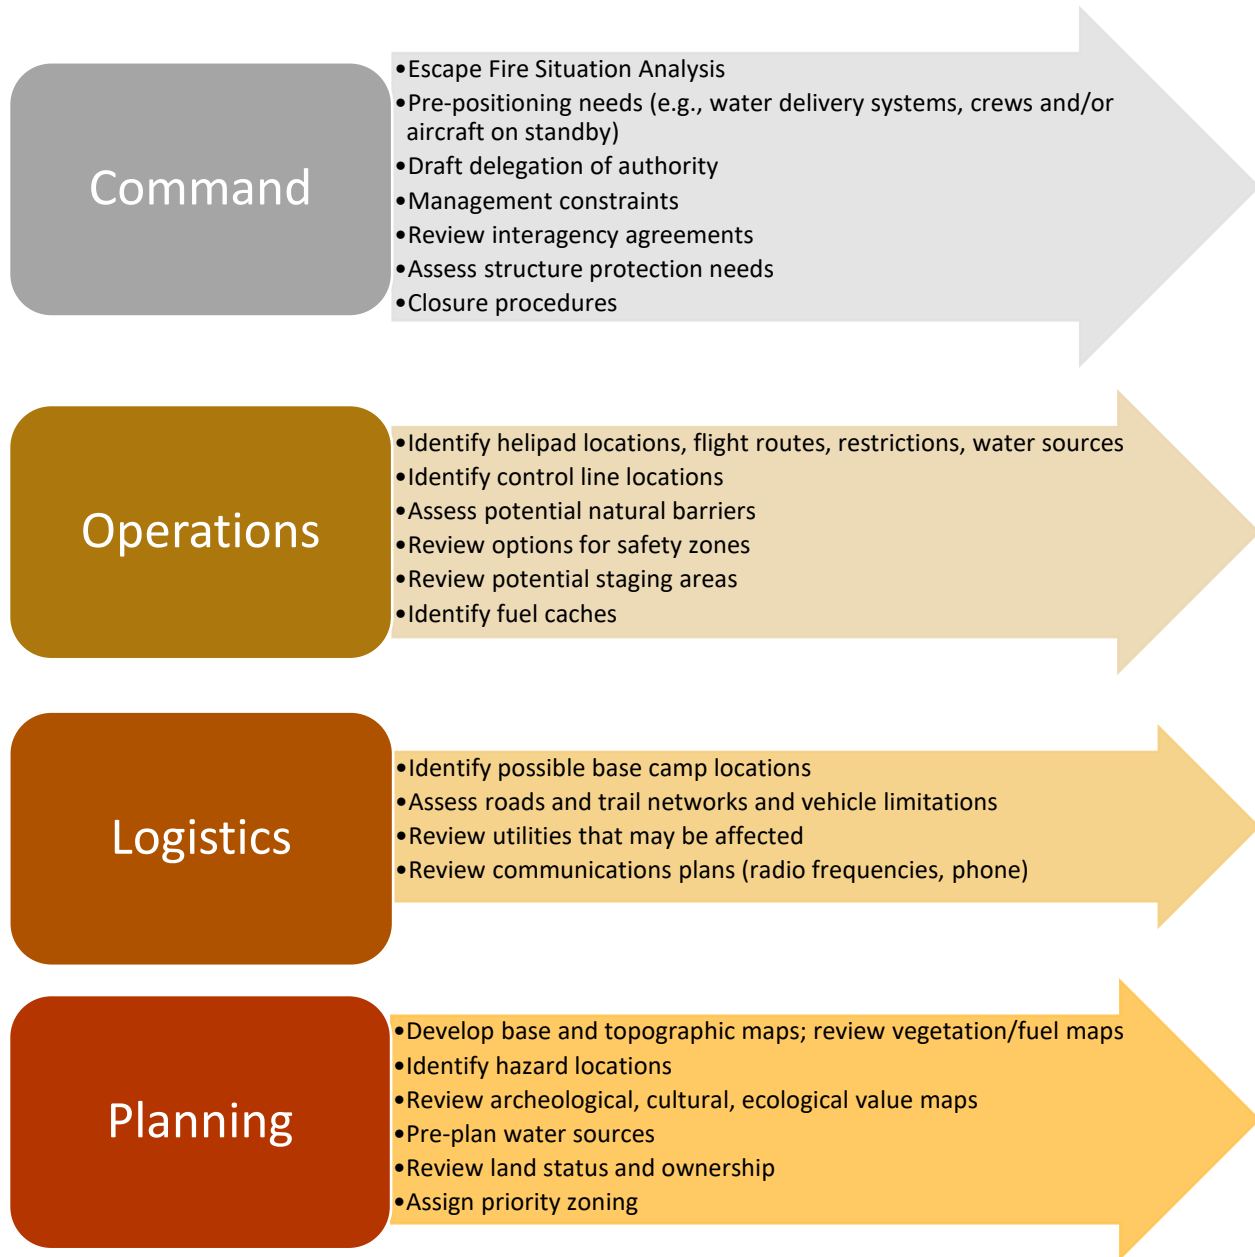 Command
•Escape Fire Situation Analysis
•Pre-positioning needs (e.g., water delivery systems, crews and/or
aircraft on standby)
•Draft delegation of authority
•Management constraints
•Review interagency agreements
•Assess structure protection needs
•Closure procedures
Operations
•Identify helipad locations, flight routes, restrictions, water sources
•Identify control line locations
•Assess potential natural barriers
•Review options for safety zones
•Review potential staging areas
•Identify fuel caches
Logistics
•Identify possible base camp locations
•Assess roads and trail networks and vehicle limitations
•Review utilities that may be affected
•Review communications plans (radio frequencies, phone)
Planning
•Develop base and topographic maps; review vegetation/fuel maps
•Identify hazard locations
•Review archeological, cultural, ecological value maps
•Pre-plan water sources
•Review land status and ownership
•Assign priority zoning